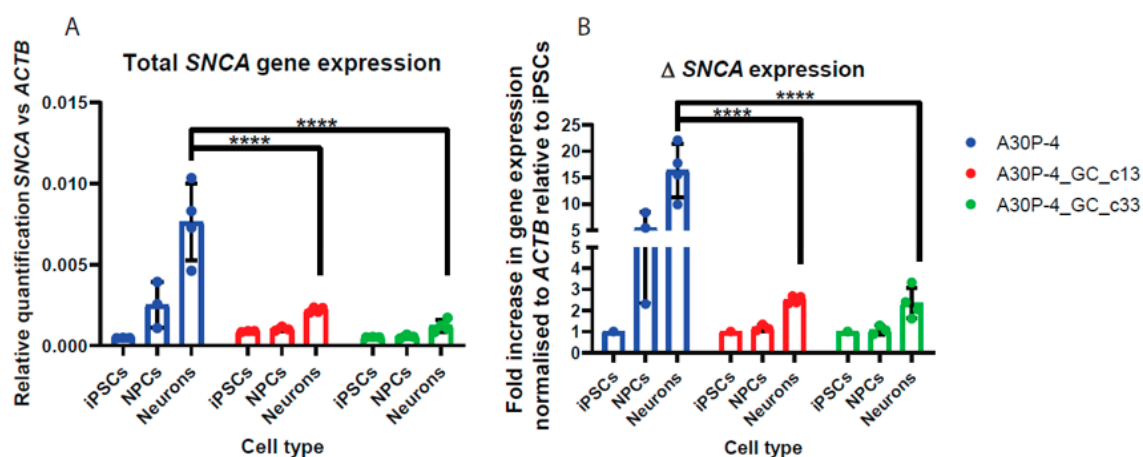 A
Total SNCA gene expression
Relative quantification SNCA vs ACTB
0.015
0.010
0.005
0.000
****
****
iPSCs
NPCs
Neurons
iPSCs
NPCs
Neurons
iPSCs
NPCs
Neurons
Cell type
B
Δ SNCA expression
Fold increase in gene expression
normalised to ACTB relative to iPSCs
25
20
15
10
5
5
4
3
2
1
0
****
****
iPSCs
NPCs
Neurons
iPSCs
NPCs
Neurons
iPSCs
NPCs
Neurons
Cell type
A30P-4
A30P-4_GC_c13
A30P-4_GC_c33